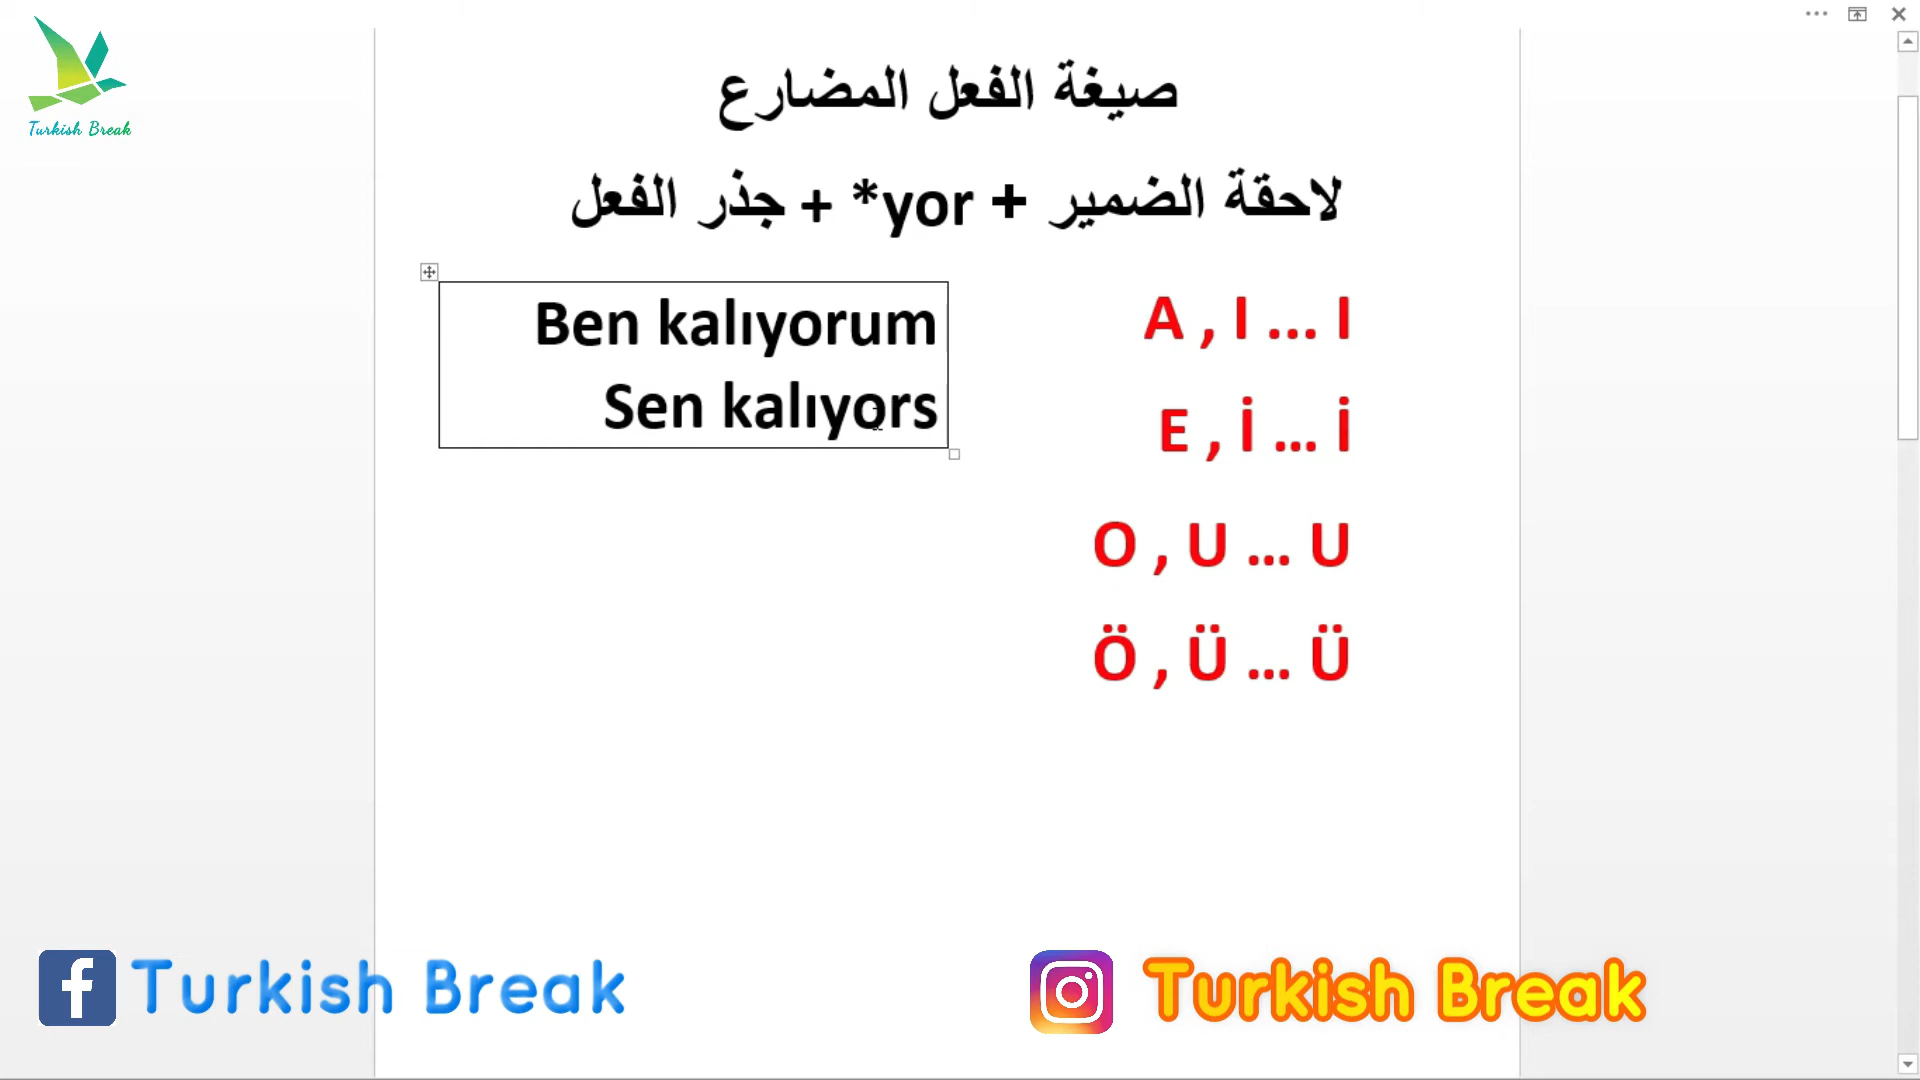 Turkish Break
صيغة الفعل المضارع
جذر الفعل + *yor + لاحقة الضمير
Ben kalıyorum
Sen kalıyors
A , I ... I
E , İ ... İ
O , U ... U
Ö , Ü ... Ü
Turkish Break
Turkish Break